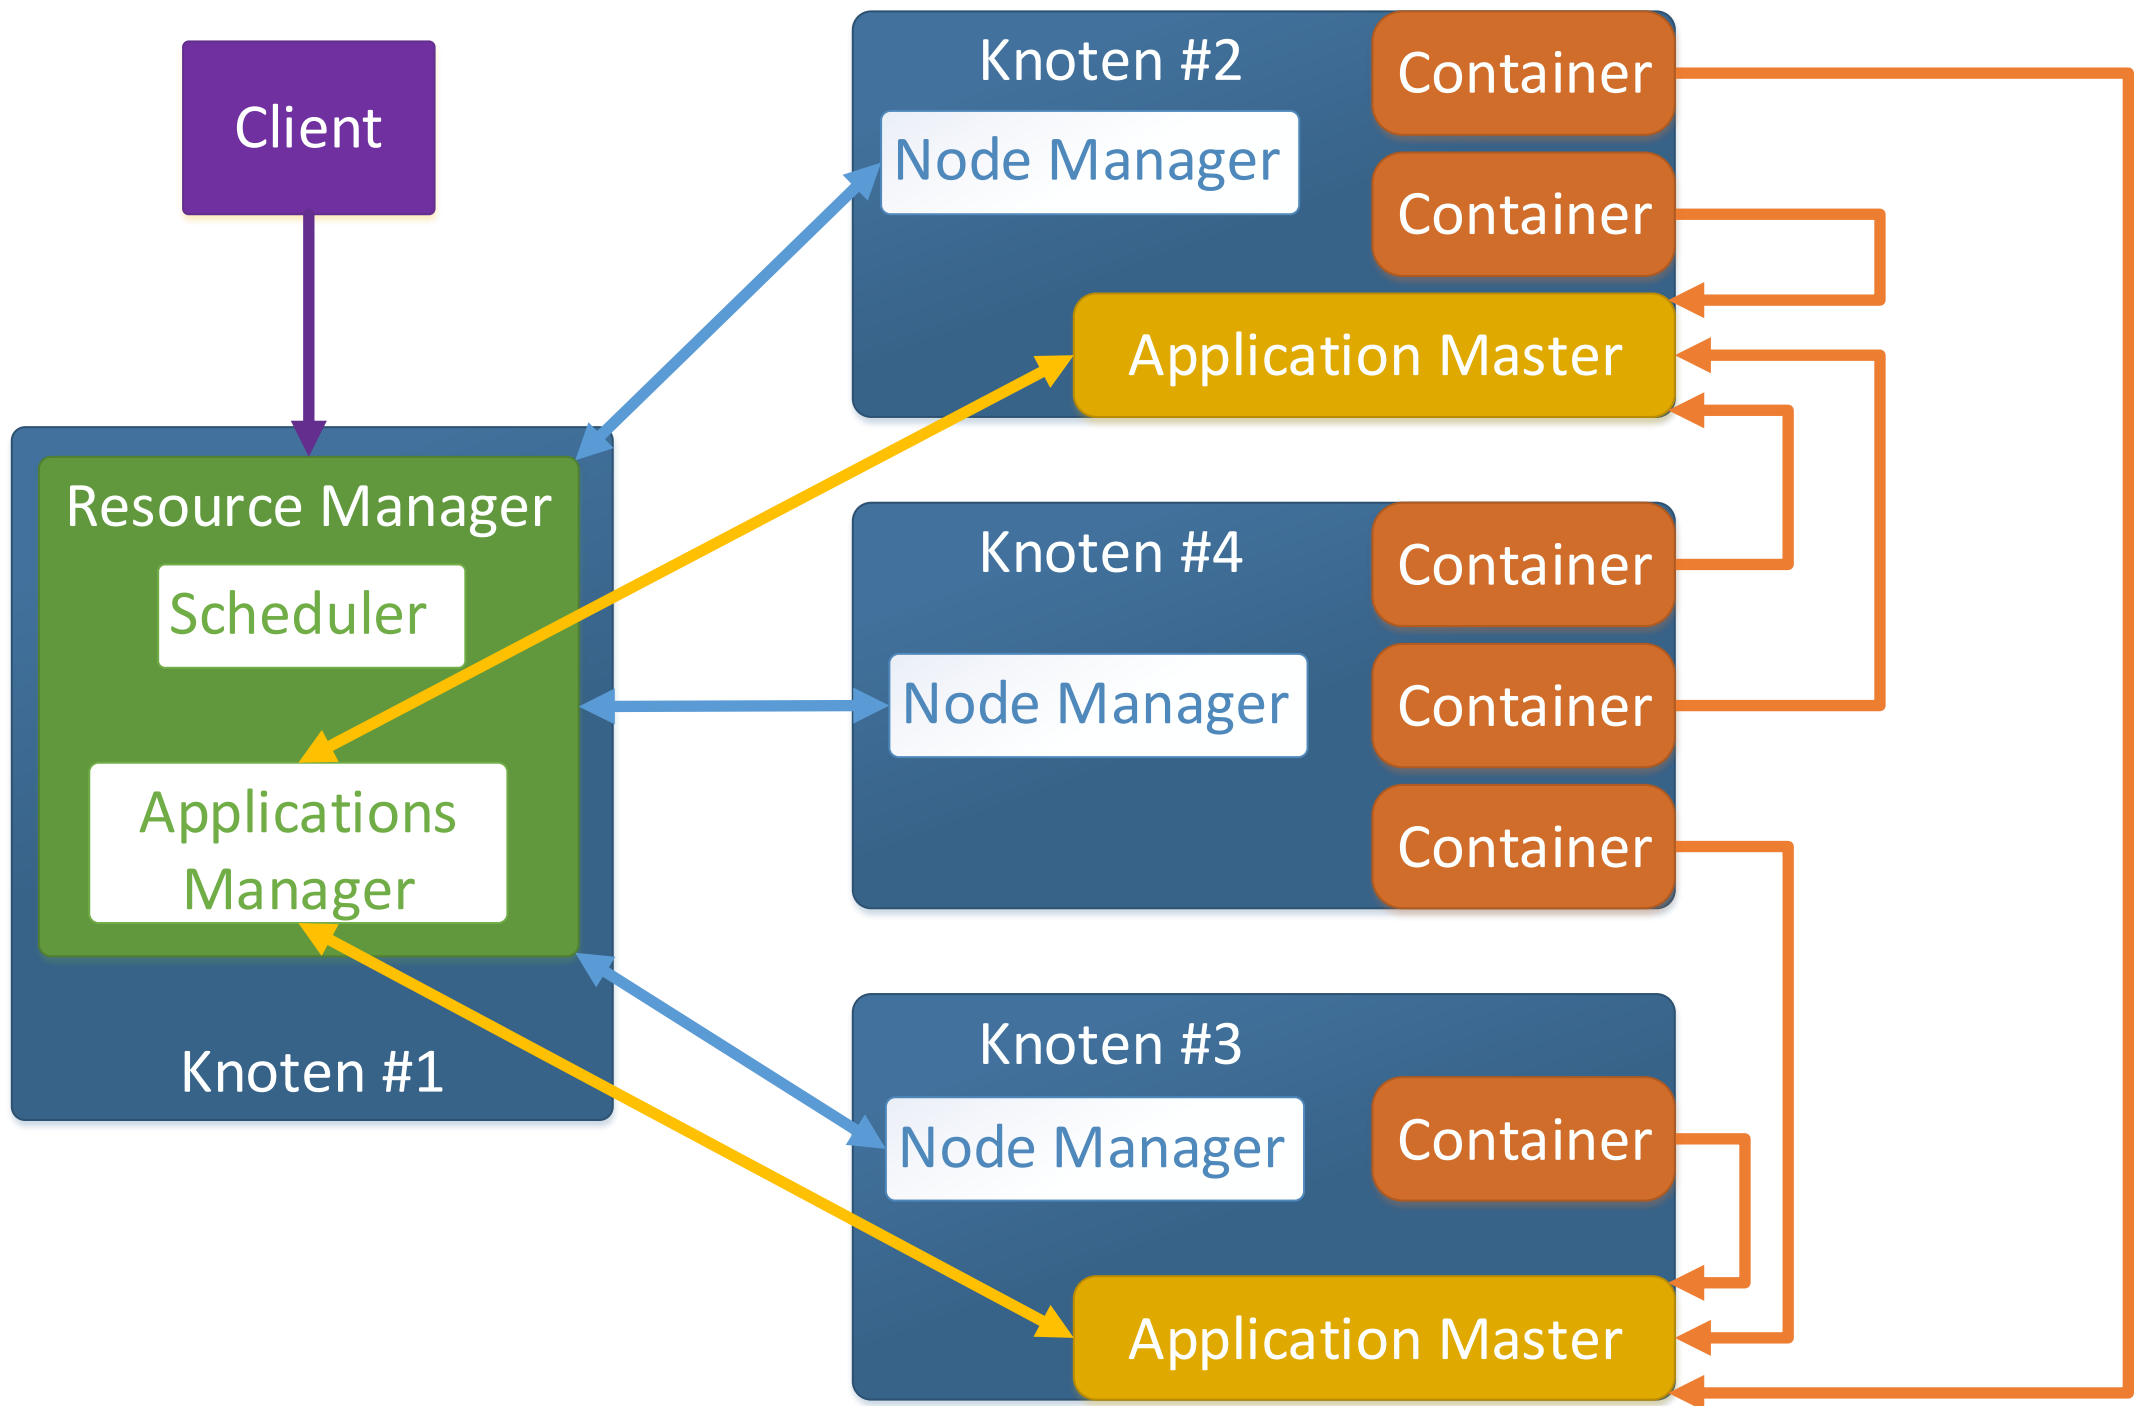 Client
Resource Manager
Scheduler
Applications
Manager
Knoten #1
Knoten #2
Node Manager
Container
Container
Application Master
Knoten #4
Node Manager
Container
Container
Container
Knoten #3
Node Manager
Container
Application Master